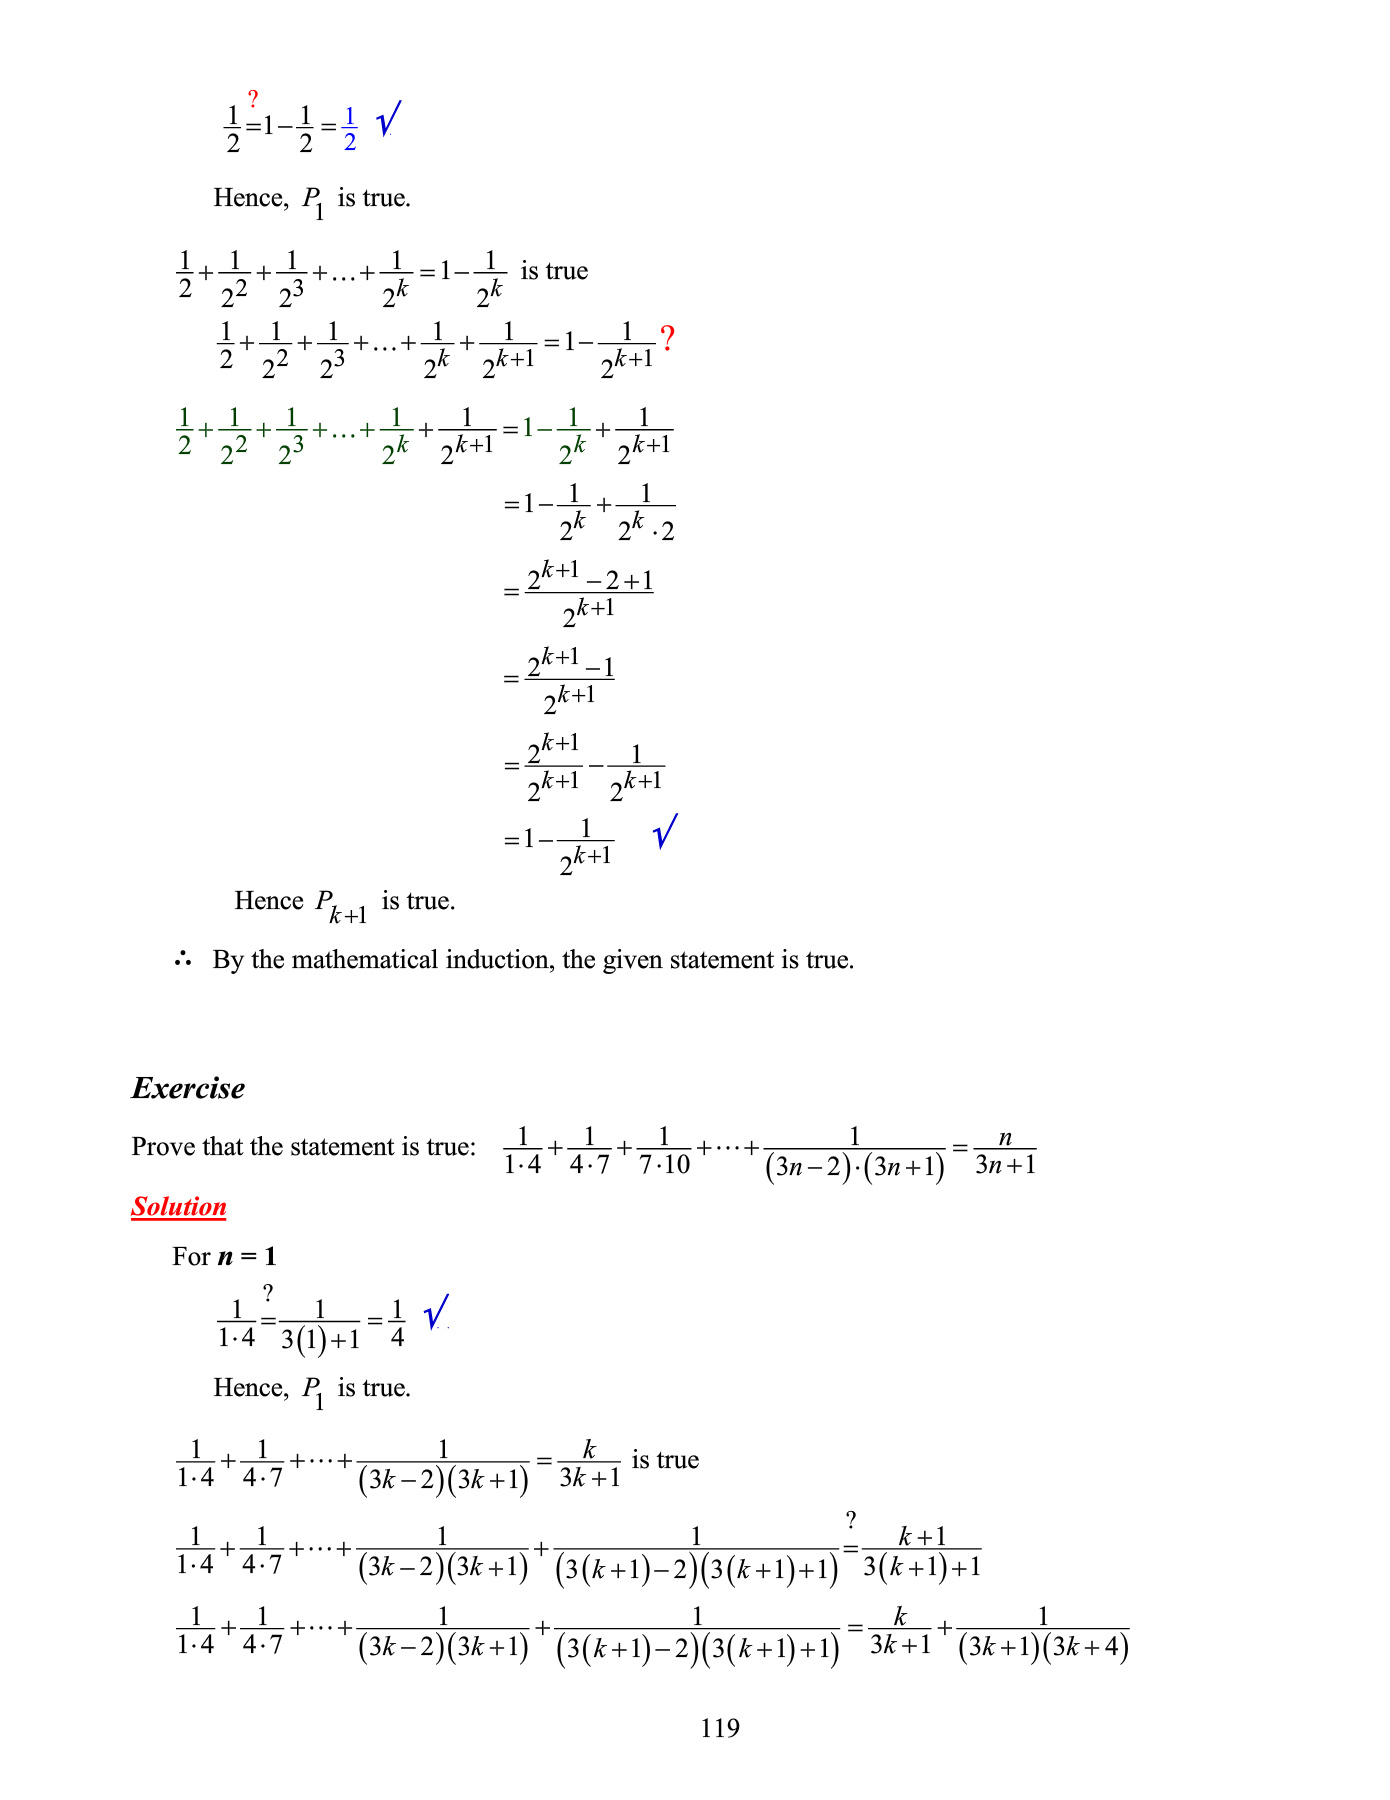 \frac{1}{2} \stackrel{?}{=} 1 - \frac{1}{2} = \frac{1}{2} √
Hence, P_1 is true.
\frac{1}{2} + \frac{1}{2^2} + \frac{1}{2^3} + \ldots + \frac{1}{2^k} = 1 - \frac{1}{2^k} is true
\frac{1}{2} + \frac{1}{2^2} + \frac{1}{2^3} + \ldots + \frac{1}{2^k} + \frac{1}{2^{k+1}} = 1 - \frac{1}{2^{k+1}} ?
\frac{1}{2} + \frac{1}{2^2} + \frac{1}{2^3} + \ldots + \frac{1}{2^k} + \frac{1}{2^{k+1}} = 1 - \frac{1}{2^k} + \frac{1}{2^{k+1}}
= 1 - \frac{1}{2^k} + \frac{1}{2^k \cdot 2}
= \frac{2^{k+1} - 2 + 1}{2^{k+1}}
= \frac{2^{k+1} - 1}{2^{k+1}}
= \frac{2^{k+1}}{2^{k+1}} - \frac{1}{2^{k+1}}
= 1 - \frac{1}{2^{k+1}} √
Hence P_{k+1} is true.
∴ By the mathematical induction, the given statement is true.
Exercise
Prove that the statement is true: \frac{1}{1 \cdot 4} + \frac{1}{4 \cdot 7} + \frac{1}{7 \cdot 10} + \cdots + \frac{1}{(3n-2) \cdot (3n+1)} = \frac{n}{3n+1}
Solution
For n = 1
\frac{1}{1 \cdot 4} \stackrel{?}{=} \frac{1}{3(1)+1} = \frac{1}{4} √
Hence, P_1 is true.
\frac{1}{1 \cdot 4} + \frac{1}{4 \cdot 7} + \cdots + \frac{1}{(3k-2)(3k+1)} = \frac{k}{3k+1} is true
\frac{1}{1 \cdot 4} + \frac{1}{4 \cdot 7} + \cdots + \frac{1}{(3k-2)(3k+1)} + \frac{1}{(3(k+1)-2)(3(k+1)+1)} \stackrel{?}{=} \frac{k+1}{3(k+1)+1}
\frac{1}{1 \cdot 4} + \frac{1}{4 \cdot 7} + \cdots + \frac{1}{(3k-2)(3k+1)} + \frac{1}{(3(k+1)-2)(3(k+1)+1)} = \frac{k}{3k+1} + \frac{1}{(3k+1)(3k+4)}
119